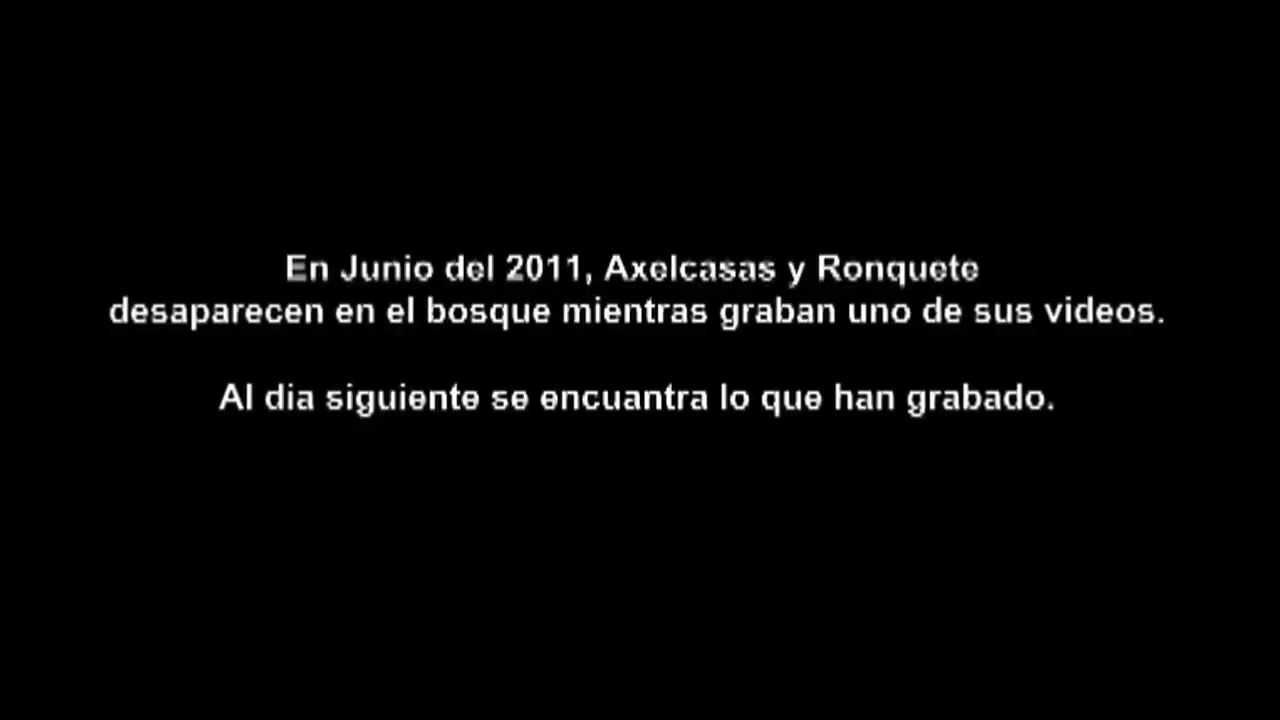 En Junio del 2011, Axelcasas y Ronquete
desaparecen en el bosque mientras graban uno de sus videos.
Al dia siguiente se encuantra lo que han grabado.